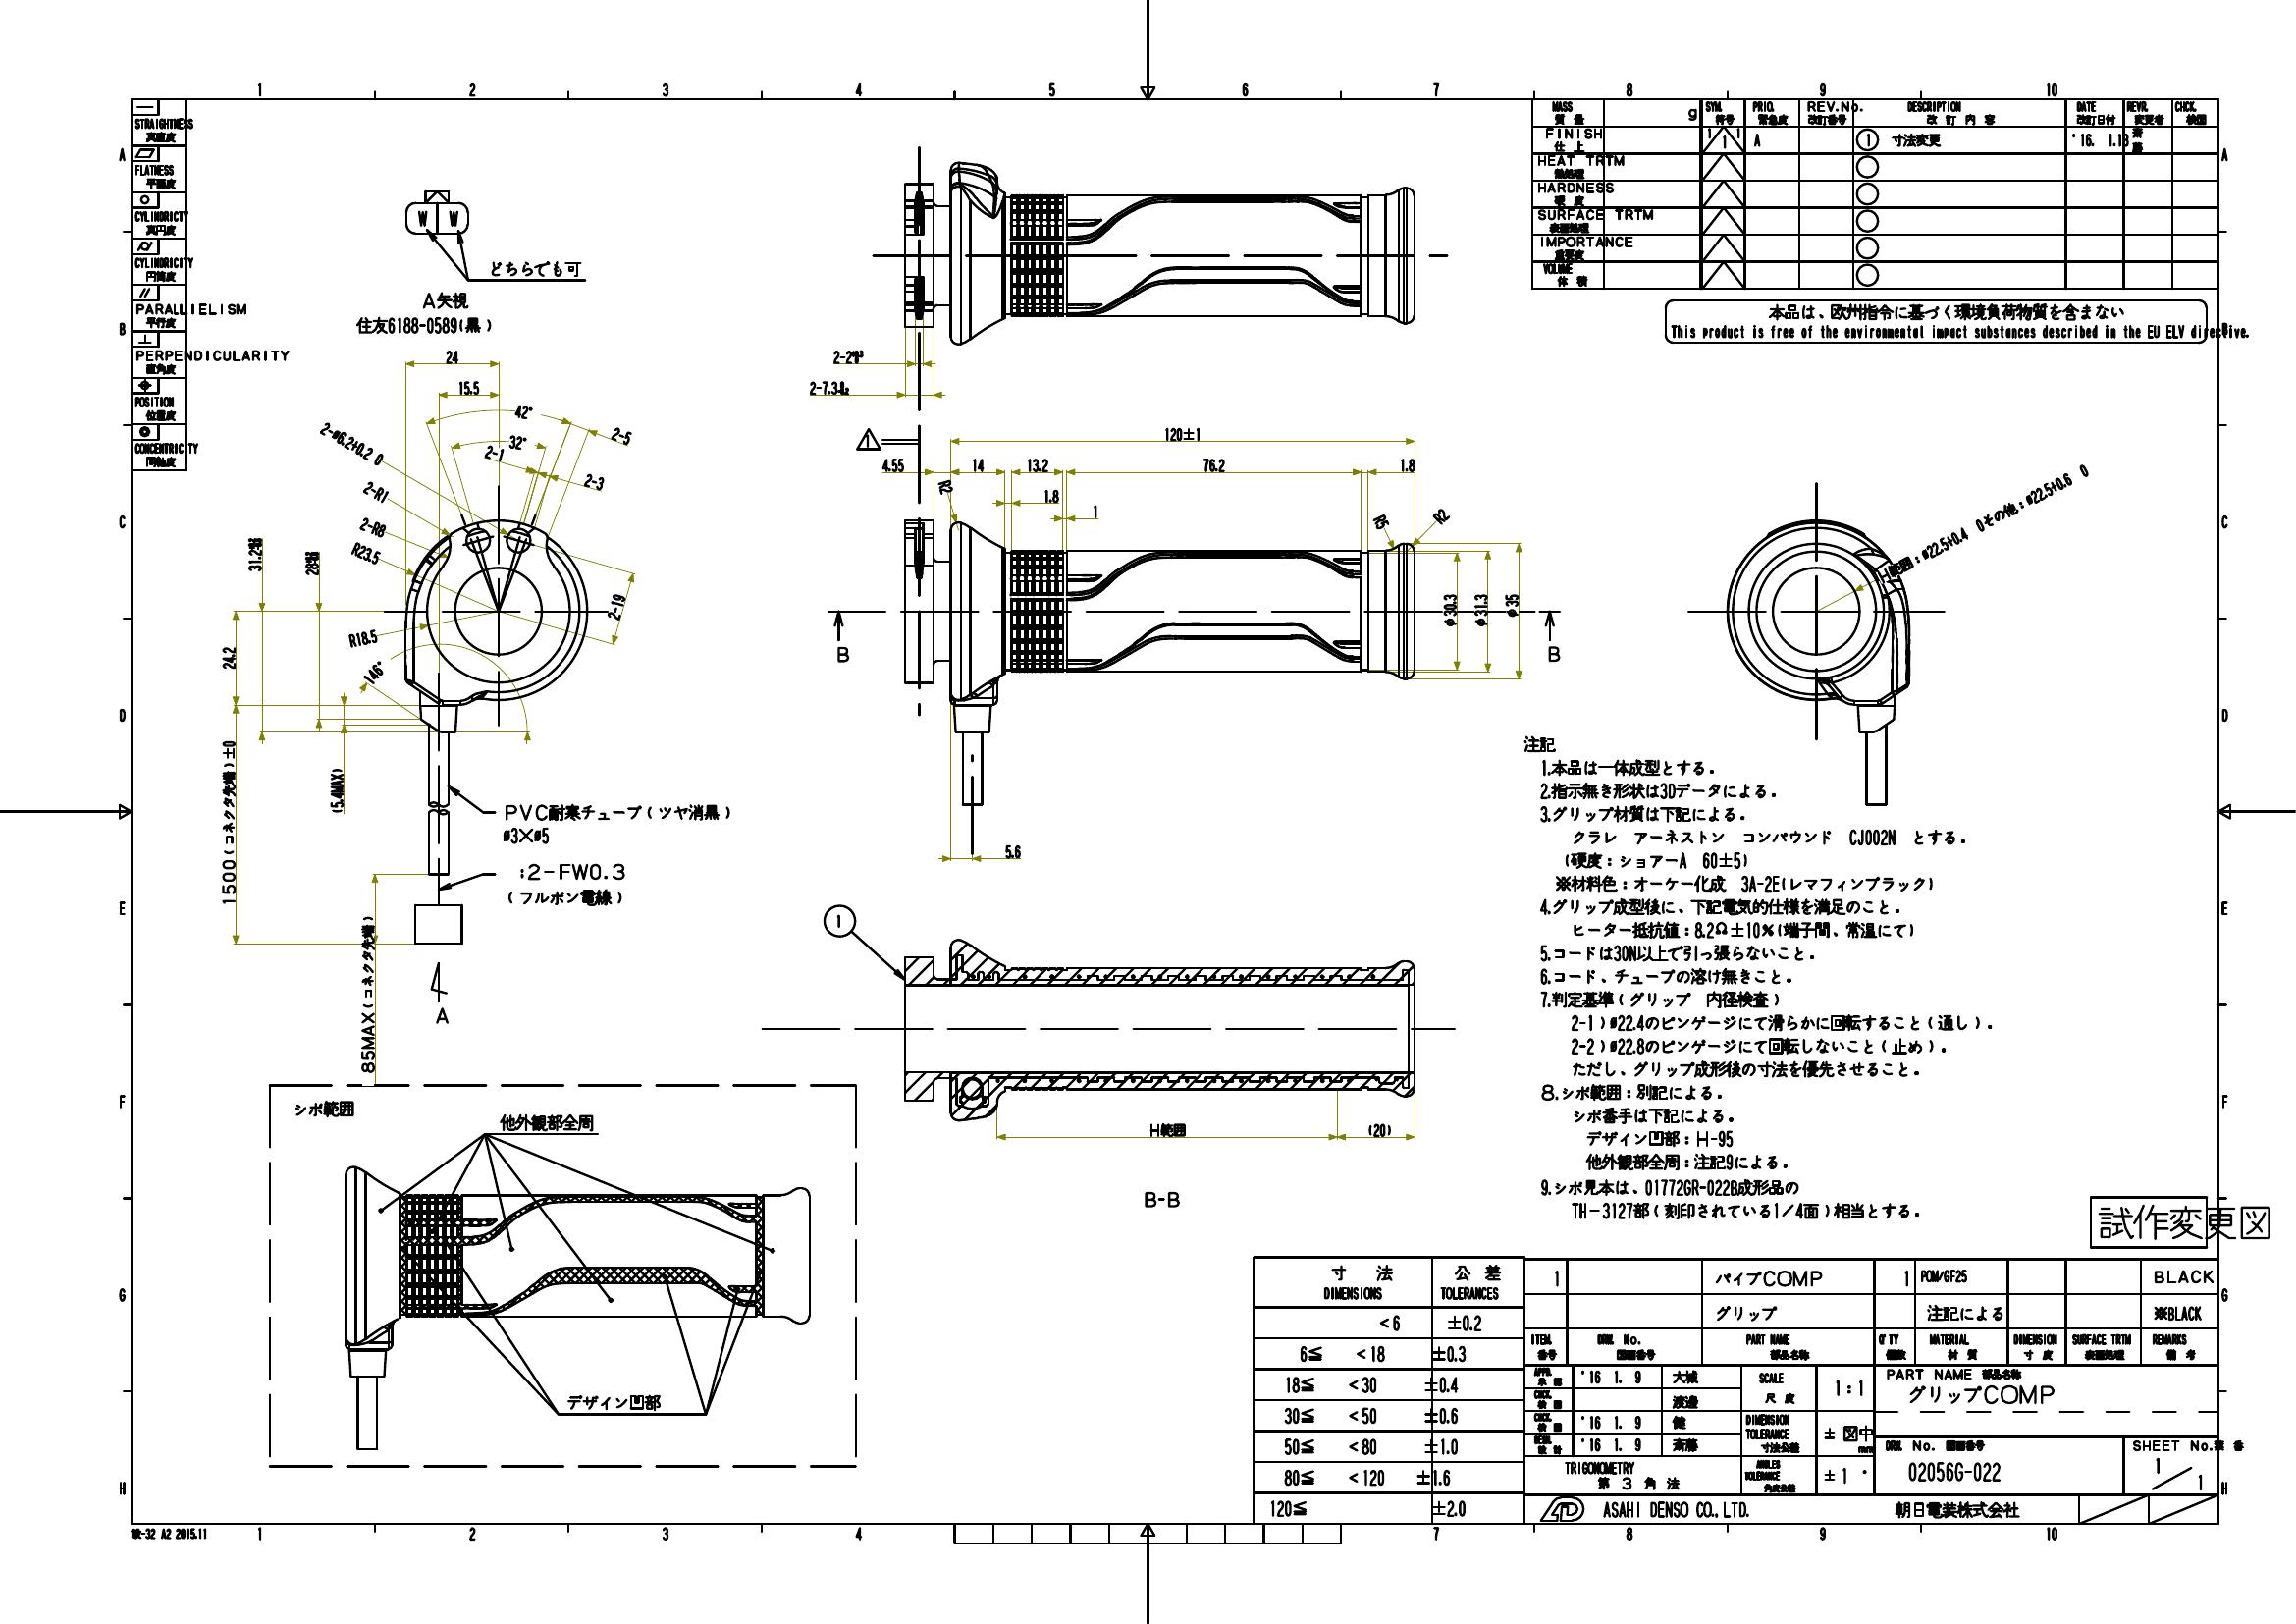 1 2 3 4 5 6 7 8 9 10
STRAIGHTNESS
真直度
FLATNESS
平面度
CYLINDRICTY
真円度
CYLINDRICITY
円筒度
PARALLIELISM
平行度
PERPENDICULARITY
直角度
POSITION
位置度
CONCENTRICTY
同軸度
A
B
C
D
E
F
G
H
W W
どちらでも可
A矢視
住友6188-0589(黒)
24
15.5
42°
32°
2-5
2-1
2-3
2-ø6.2+0.2 0
2-R1
2-R8
R23.5
R18.5
146°
2-19
24.2
(5.4MAX)
1500(コネクタ先端)±0
85MAX(コネクタ先端)
PVC耐寒チューブ(ツヤ消黒)
ø3×ø5
:2-FW0.3
(フルボン電線)
A
120±1
4.55 14 13.2 76.2 1.8
1.8
1
R2
R5
R2
φ30.3
φ31.3
φ35
B B
5.6
H範囲:ø22.5+0.4 0その他:ø22.5+0.6 0
1
H範囲 (20)
B-B
シボ範囲
他外観部全周
デザイン凹部
MASS
質量
g
SYM.
符号
PRIO.
緊急度
REV.No.
改訂番号
DESCRIPTION
改訂内容
DATE
改訂日付
REVR.
変更者
CHCK.
検図
FINISH
仕上
1 A 1 寸法変更
HEAT TRTM
熱処理
HARDNESS
硬度
SURFACE TRTM
表面処理
IMPORTANCE
重要度
VOLUME
体積
本品は、欧州指令に基づく環境負荷物質を含まない
This product is free of the environmental impact substances described in the EU ELV directive.
注記
1.本品は一体成型とする。
2.指示無き形状は3Dデータによる。
3.グリップ材質は下記による。
クラレ アーネストン コンパウンド CJ002N とする。
(硬度:ショアーA 60±5)
※材料色:オーケー化成 3A-2E(レマフィンブラック)
4.グリップ成型後に、下記電気的仕様を満足のこと。
ヒーター抵抗値:8.2Ω±10%(端子間、常温にて)
5.コードは30N以上で引っ張らないこと。
6.コード、チューブの溶け無きこと。
7.判定基準(グリップ 内径検査)
2-1)ø22.4のピンゲージにて滑らかに回転すること(通し)。
2-2)ø22.8のピンゲージにて回転しないこと(止め)。
ただし、グリップ成形後の寸法を優先させること。
8.シボ範囲:別記による。
シボ番手は下記による。
デザイン凹部:H-95
他外観部全周:注記9による。
9.シボ見本は、01772GR-022B成形品の
TH-3127部(刻印されている1/4面)相当とする。
試作変更図
寸法 公差
DIMENSIONS TOLERANCES
<6 ±0.2
6≦ <18 ±0.3
18≦ <30 ±0.4
30≦ <50 ±0.6
50≦ <80 ±1.0
80≦ <120 ±1.6
120≦ ±2.0
1 パイプCOMP 1 POM/GF25 BLACK
グリップ 注記による ※BLACK
ITEM. DRW. No. PART NAME Q'TY MATERIAL DIMENSION SURFACE TRTM REMARKS
番号 図面番号 部品名称 個数 材質 寸度 表面処理 備考
APPD. 承認 '16 1. 9 大城
CHCK. 検図 渡邊
CHCK. 検図 '16 1. 9 健
DESN. 設計 '16 1. 9 斎藤
SCALE
尺度
1:1
DIMENSION
TOLERANCE
寸法公差
± 図中
mm
ANGLES
TOLERANCE
角度公差
±1°
TRIGONOMETRY
第3角法
PART NAME 部品名称
グリップCOMP
DRW. No. 図面番号
02056G-022
SHEET No.葉番
1/1
ASAHI DENSO CO.,LTD.
朝日電装株式会社
1 2 3 4 7 8 9 10